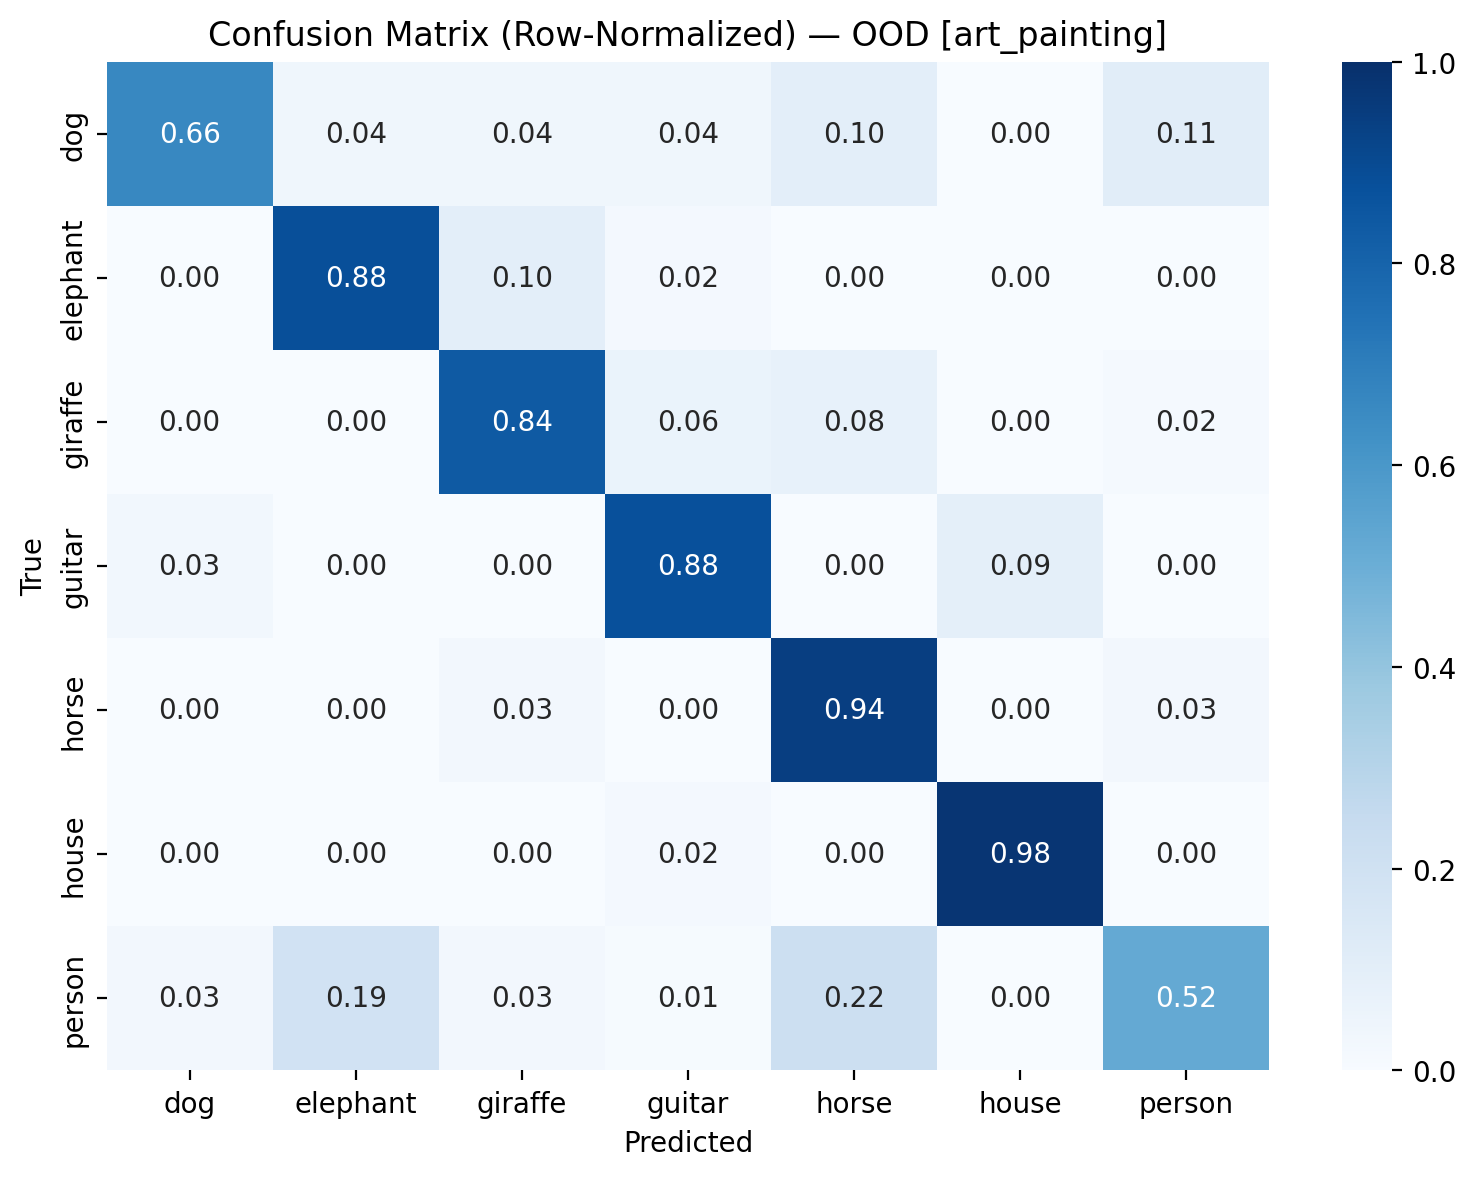 Confusion Matrix (Row-Normalized) — OOD [art_painting]
True
dog 0.66 0.04 0.04 0.04 0.10 0.00 0.11
elephant 0.00 0.88 0.10 0.02 0.00 0.00 0.00
giraffe 0.00 0.00 0.84 0.06 0.08 0.00 0.02
guitar 0.03 0.00 0.00 0.88 0.00 0.09 0.00
horse 0.00 0.00 0.03 0.00 0.94 0.00 0.03
house 0.00 0.00 0.00 0.02 0.00 0.98 0.00
person 0.03 0.19 0.03 0.01 0.22 0.00 0.52
dog elephant giraffe guitar horse house person
Predicted
1.0
0.8
0.6
0.4
0.2
0.0